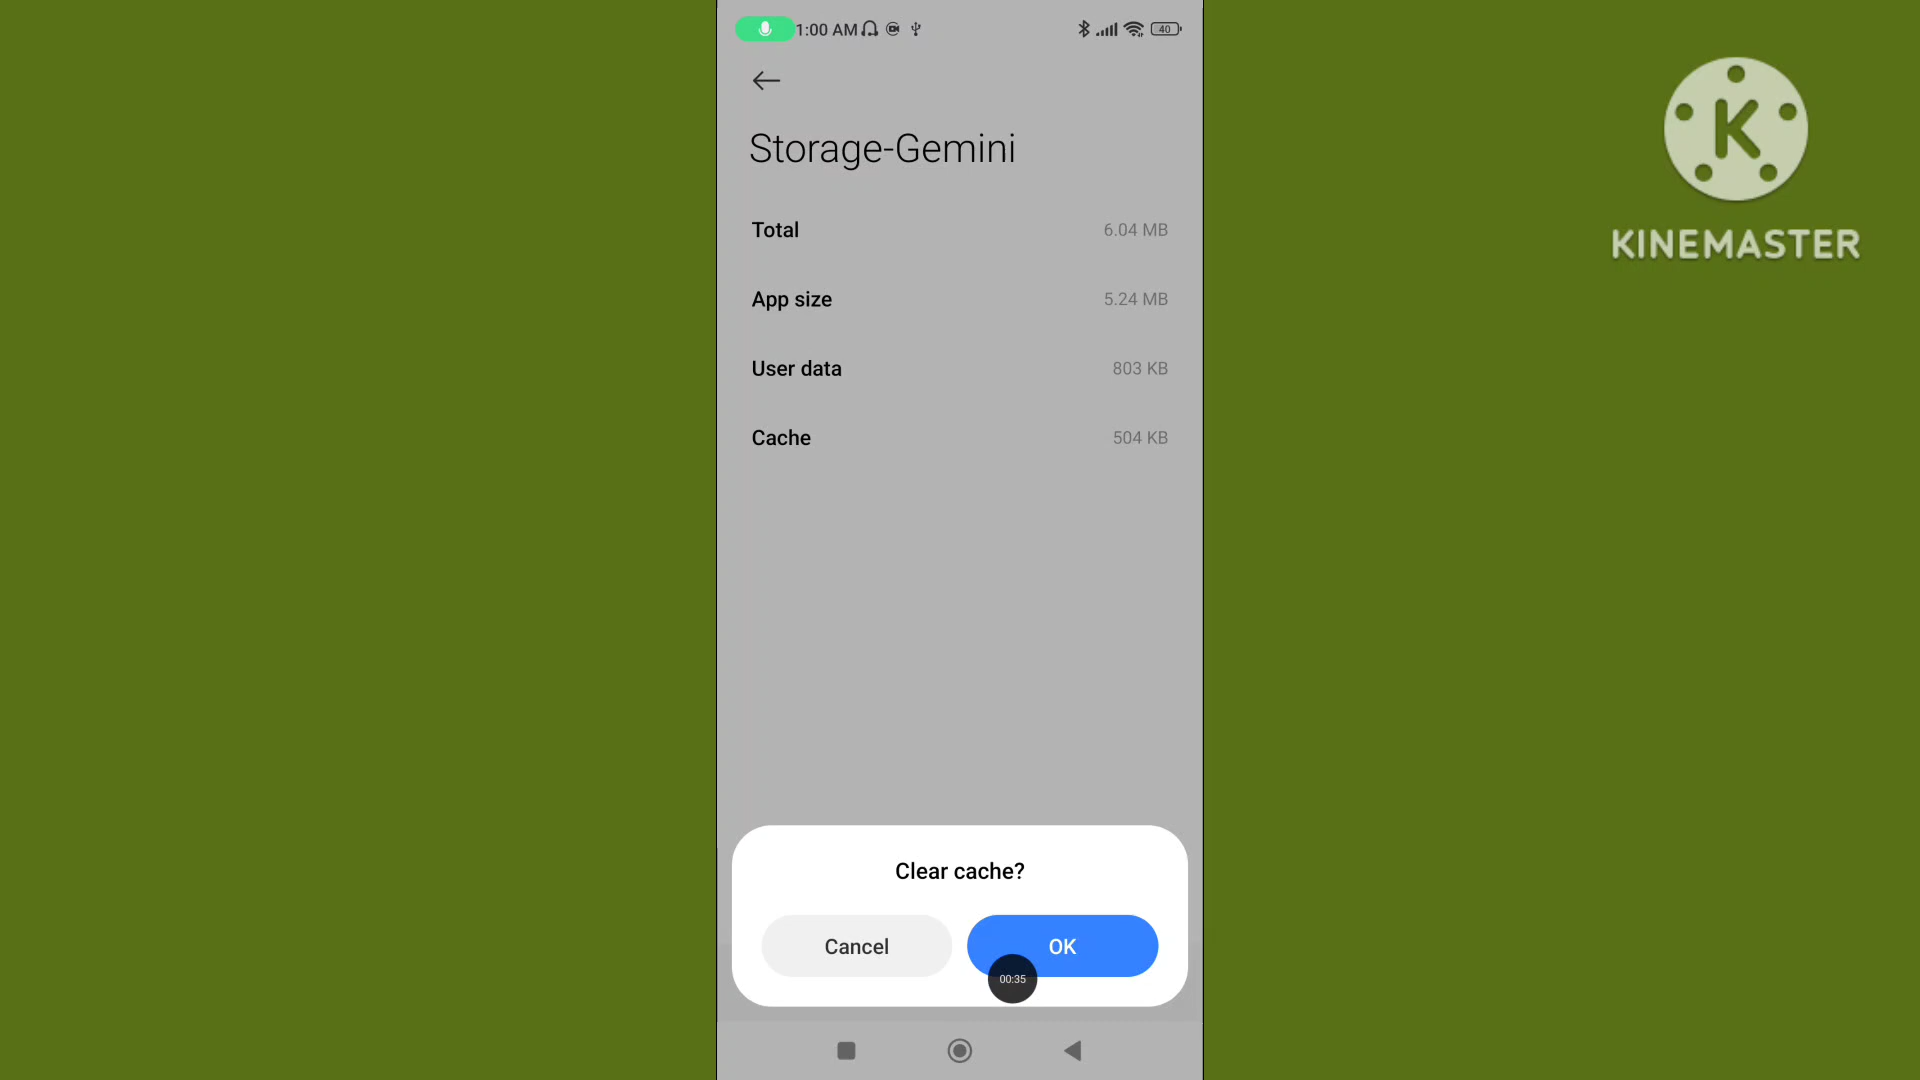 1:00 AM
40
Storage-Gemini
Total 6.04 MB
App size 5.24 MB
User data 803 KB
Cache 504 KB
Clear cache?
Cancel OK
00:35
K
KINEMASTER